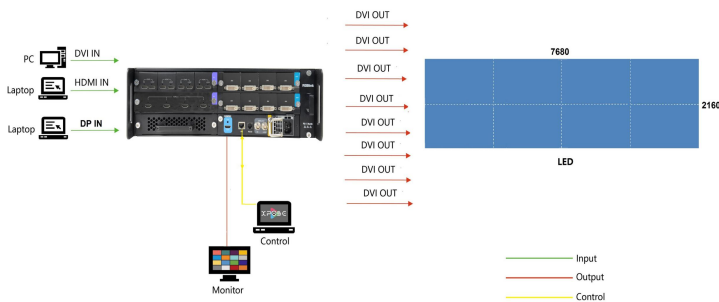 PC
DVI IN
Laptop
HDMI IN
Laptop
DP IN
DVI OUT
DVI OUT
DVI OUT
DVI OUT
DVI OUT
DVI OUT
DVI OUT
DVI OUT
7680
2160
LED
XPOSE
Control
Monitor
Input
Output
Control